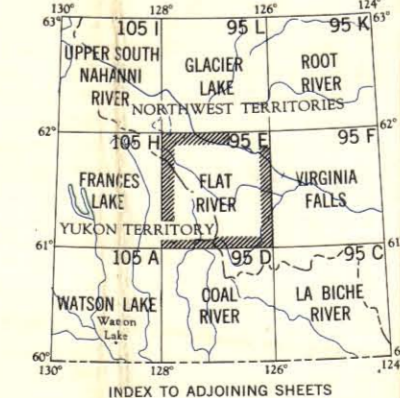 130° 128° 126° 124°
63° 63°
105 I 95 L 95 K
UPPER SOUTH
NAHANNI
RIVER
GLACIER
LAKE
ROOT
RIVER
NORTHWEST TERRITORIES
62° 62°
105 H 95 E 95 F
FRANCES
LAKE
FLAT
RIVER
VIRGINIA
FALLS
YUKON TERRITORY
61° 61
105 A 95 D 95 C
WATSON LAKE
Watson
Lake
COAL
RIVER
LA BICHE
RIVER
60° 60°
130° 128° 126° 124°
INDEX TO ADJOINING SHEETS